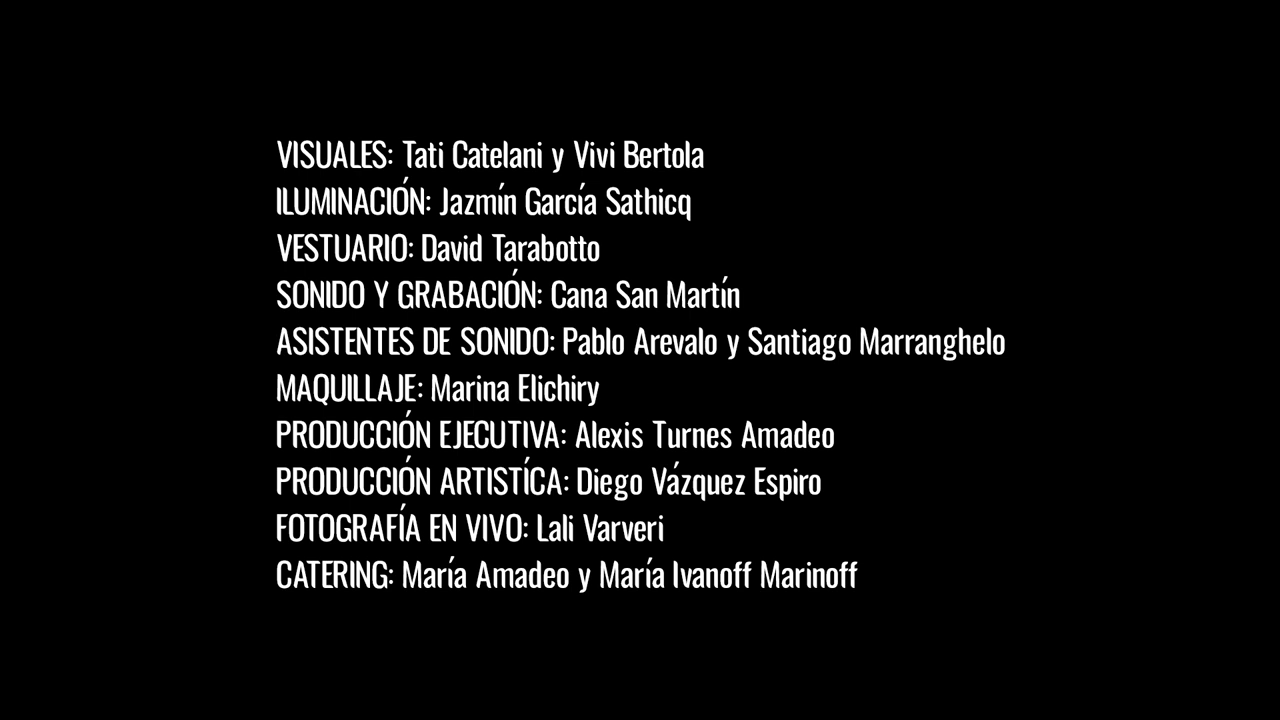 VISUALES: Tati Catelani y Vivi Bertola
ILUMINACIÓN: Jazmín García Sathicq
VESTUARIO: David Tarabotto
SONIDO Y GRABACIÓN: Cana San Martín
ASISTENTES DE SONIDO: Pablo Arevalo y Santiago Marranghelo
MAQUILLAJE: Marina Elichiry
PRODUCCIÓN EJECUTIVA: Alexis Turnes Amadeo
PRODUCCIÓN ARTISTÍCA: Diego Vázquez Espiro
FOTOGRAFÍA EN VIVO: Lali Varveri
CATERING: María Amadeo y María Ivanoff Marinoff